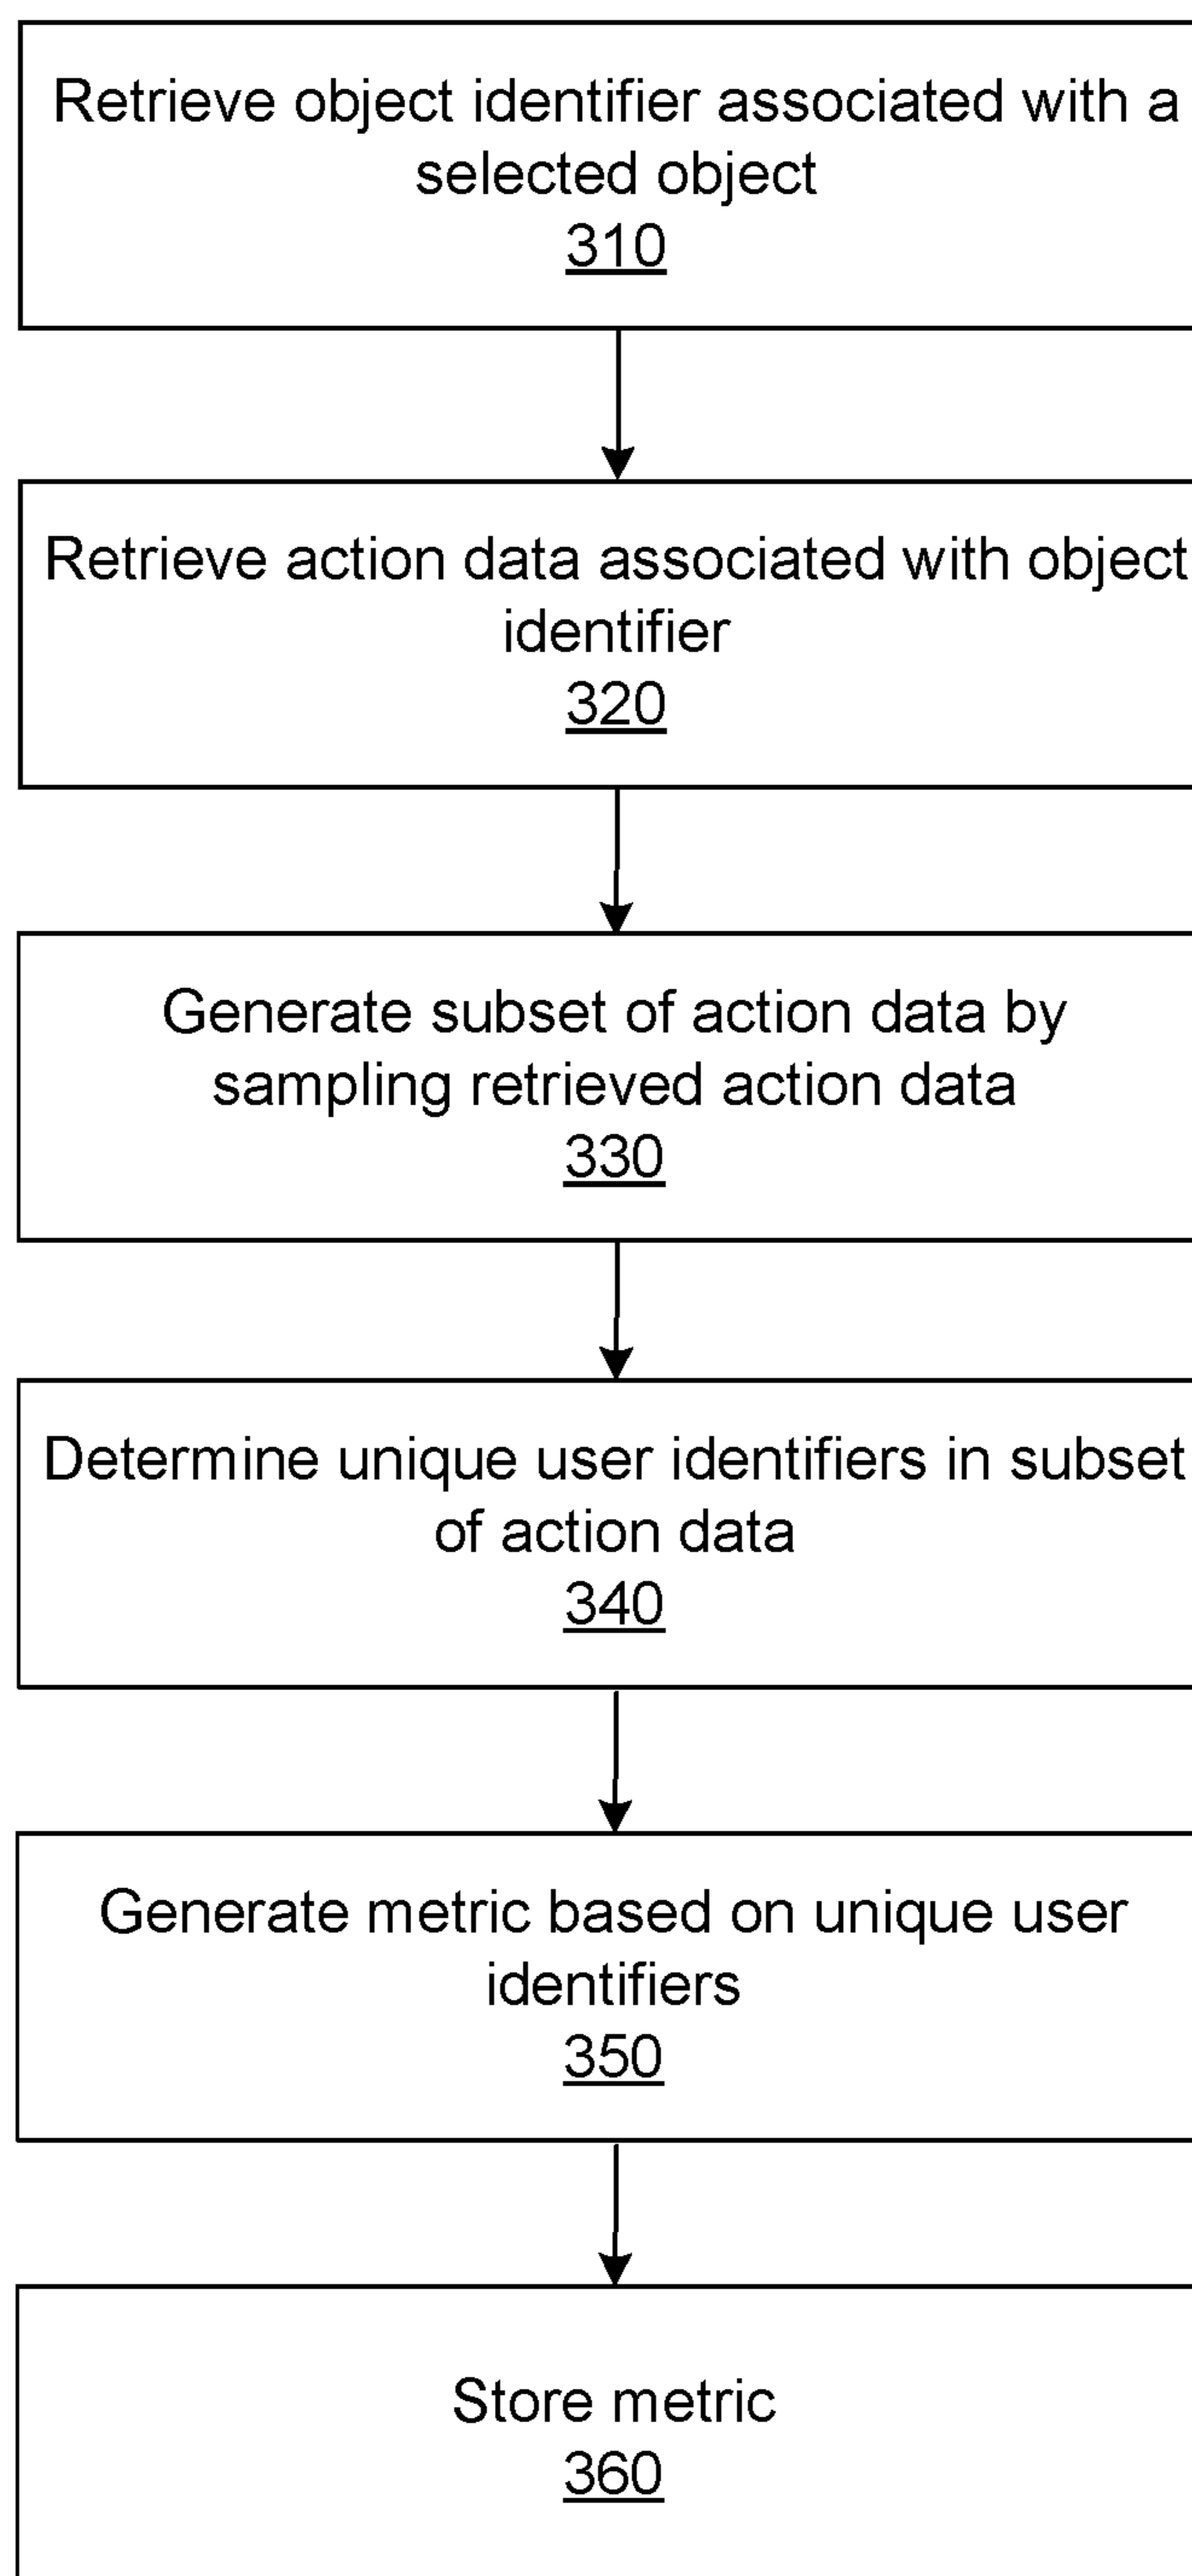 Retrieve object identifier associated with a
selected object
310
Retrieve action data associated with object
identifier
320
Generate subset of action data by
sampling retrieved action data
330
Determine unique user identifiers in subset
of action data
340
Generate metric based on unique user
identifiers
350
Store metric
360